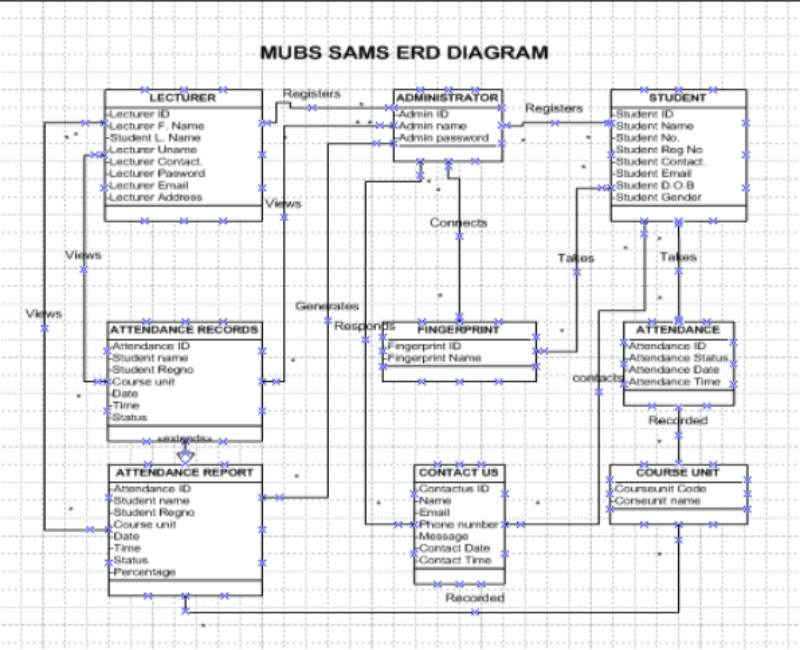 MUBS SAMS ERD DIAGRAM
LECTURER
Lecturer ID
Lecturer F. Name
Student L. Name
Lecturer Uname
Lecturer Contact.
Lecturer Pasword
Lecturer Email
Lecturer Address
Registers
ADMINISTRATOR
Admin ID
Admin name
Admin password
Registers
STUDENT
Student ID
Student Name
Student No.
Student Reg No
Student Contact.
Student Email
Student D.O.B
Student Gender
Views
Views
Views
Connects
Takes
Takes
Generates
Responds
ATTENDANCE RECORDS
Attendance ID
Student name
Student Regno
Course unit
Date
Time
Status
«extends»
FINGERPRINT
Fingerprint ID
Fingerprint Name
ATTENDANCE
Attendance ID
Attendance Status
Attendance Date
Attendance Time
contacts
Recorded
ATTENDANCE REPORT
Attendance ID
Student name
Student Regno
Course unit
Date
Time
Status
Percentage
CONTACT US
Contactus ID
Name
Email
Phone number
Message
Contact Date
Contact Time
COURSE UNIT
Courseunit Code
Corseunit name
Recorded